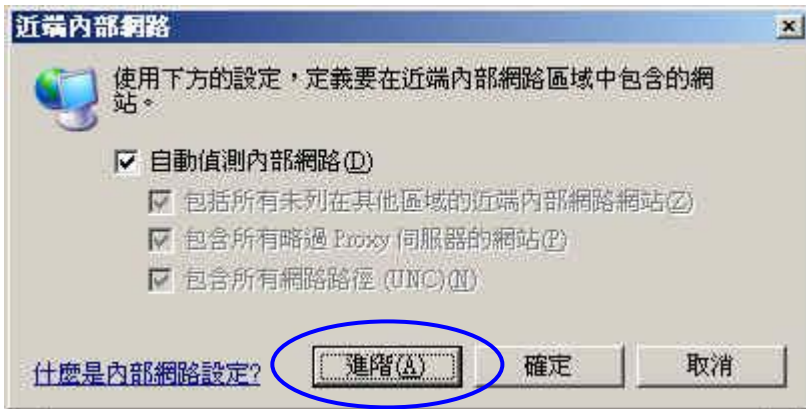 近端內部網路
使用下方的設定，定義要在近端內部網路區域中包含的網
站。
自動偵測內部網路(D)
包括所有未列在其他區域的近端內部網路網站(Z)
包含所有略過 Proxy 伺服器的網站(P)
包含所有網路路徑 (UNC)(N)
什麼是內部網路設定? 進階(A) 確定 取消